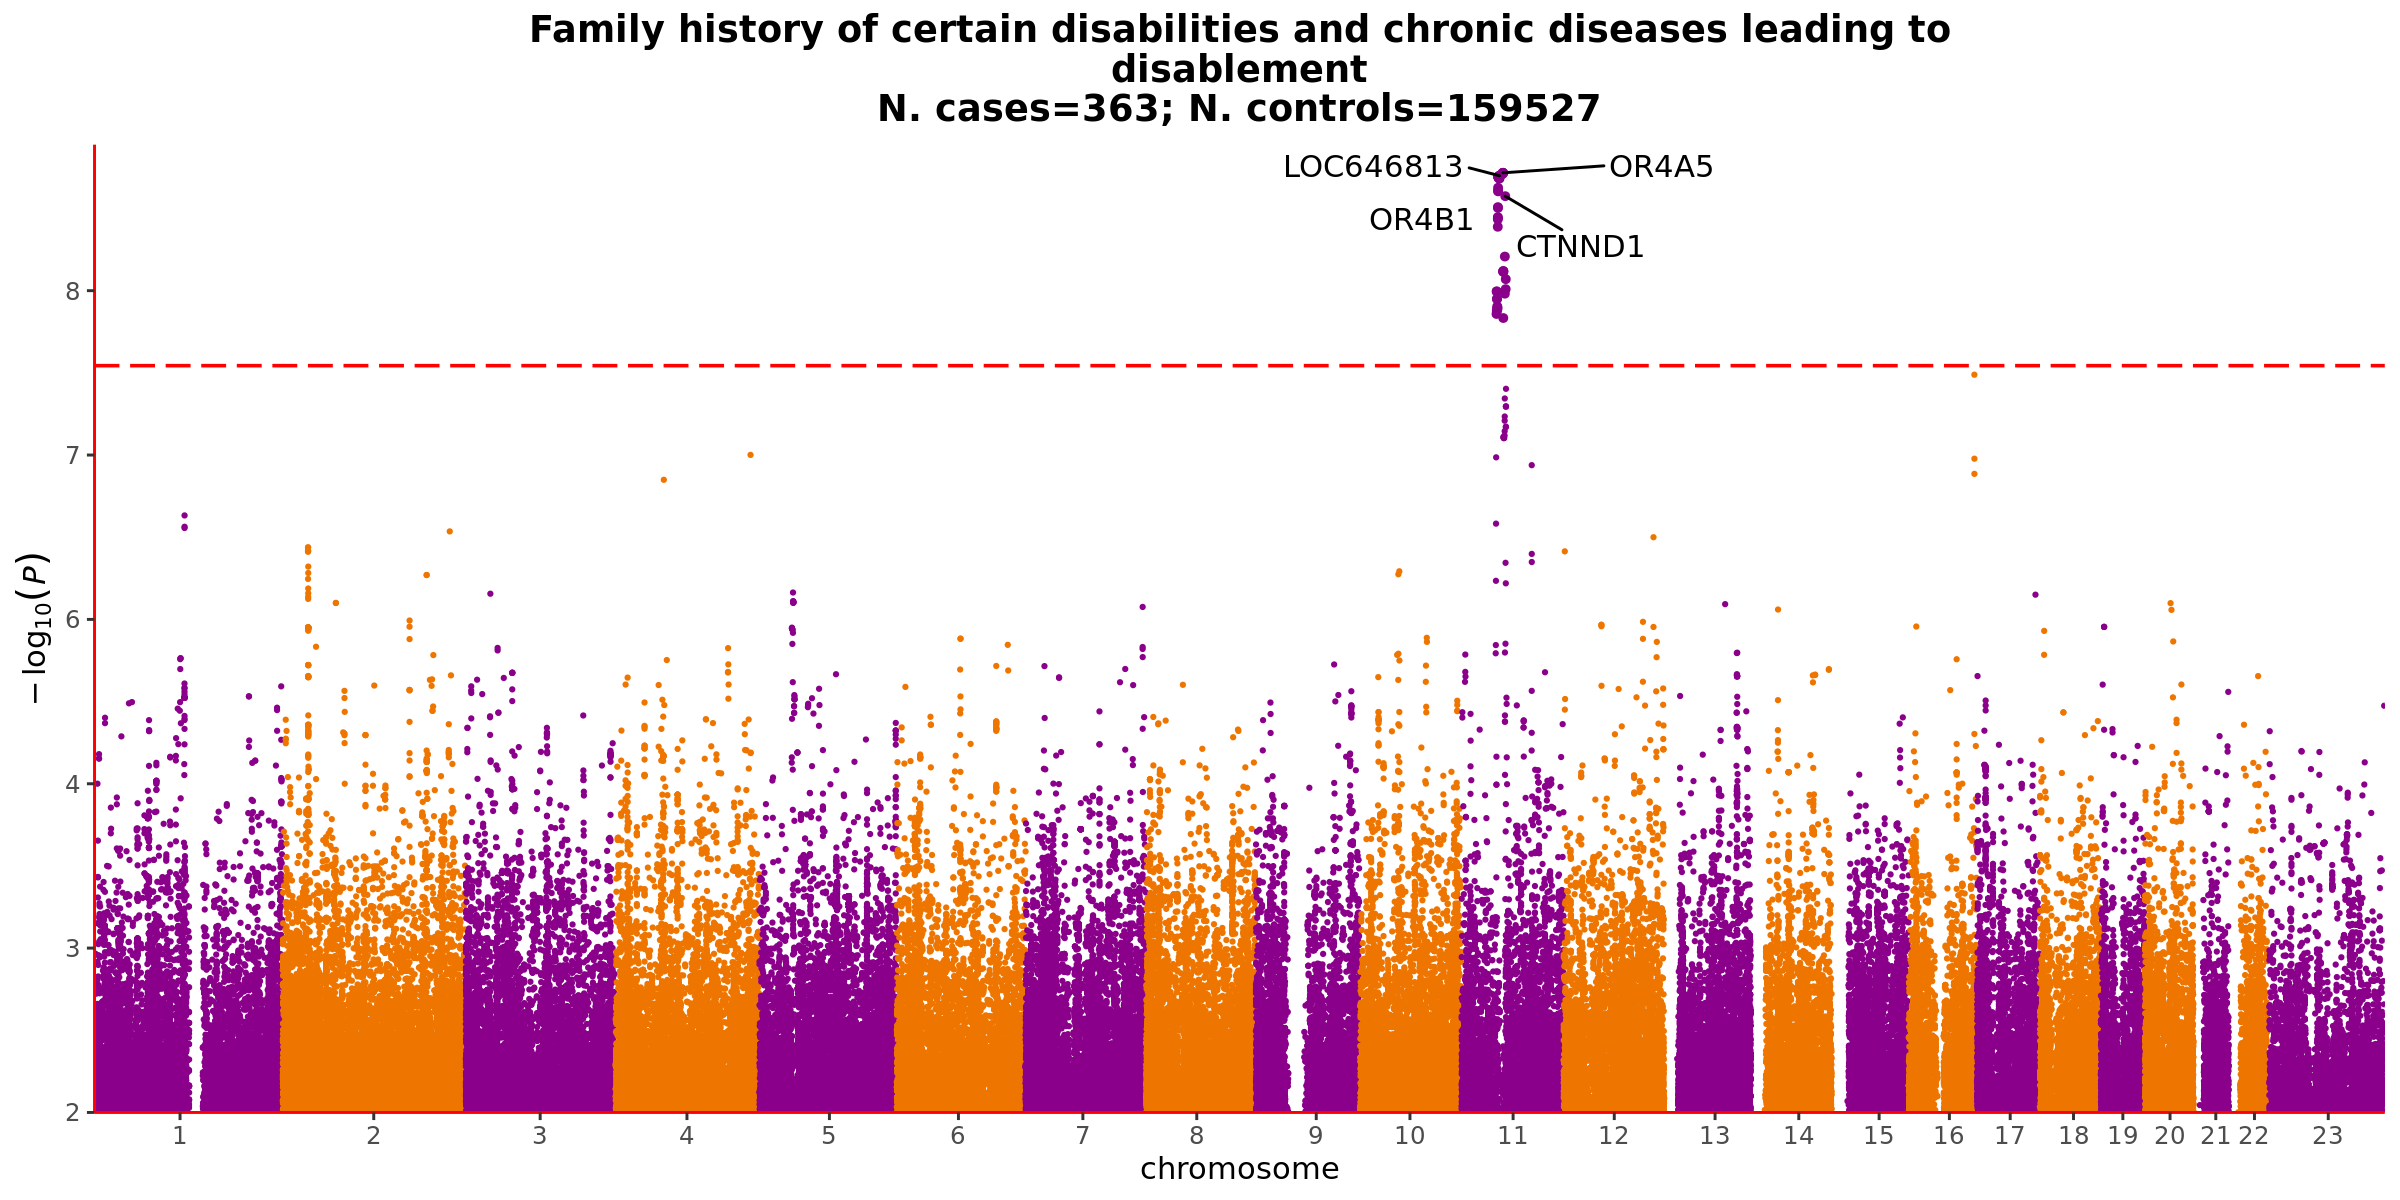 Family history of certain disabilities and chronic diseases leading to
disablement
N. cases=363; N. controls=159527
LOC646813
OR4A5
OR4B1
CTNND1
8
7
6
4
3
2
−log10(P)
1 2 3 4 5 6 7 8 9 10 11 12 13 14 15 16 17 18 19 20 21 22 23
chromosome